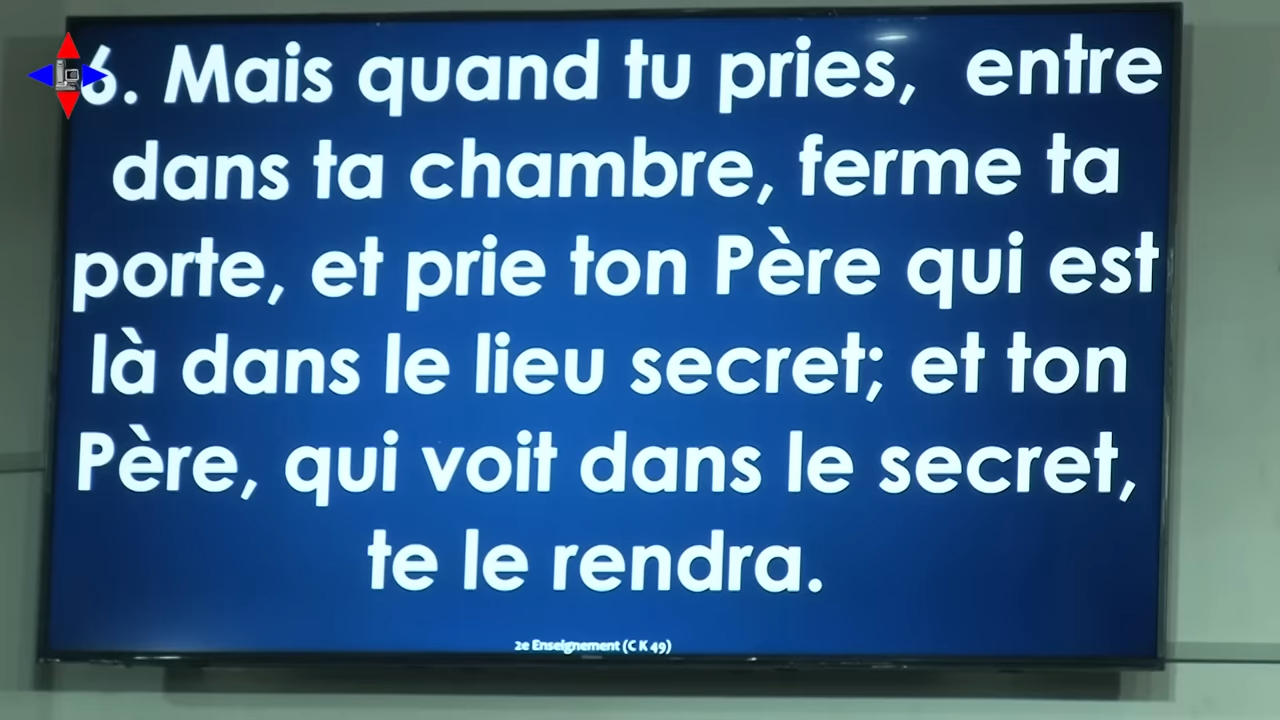 6. Mais quand tu pries, entre
dans ta chambre, ferme ta
porte, et prie ton Père qui est
là dans le lieu secret; et ton
Père, qui voit dans le secret,
te le rendra.
2e Enseignement (C K 49)